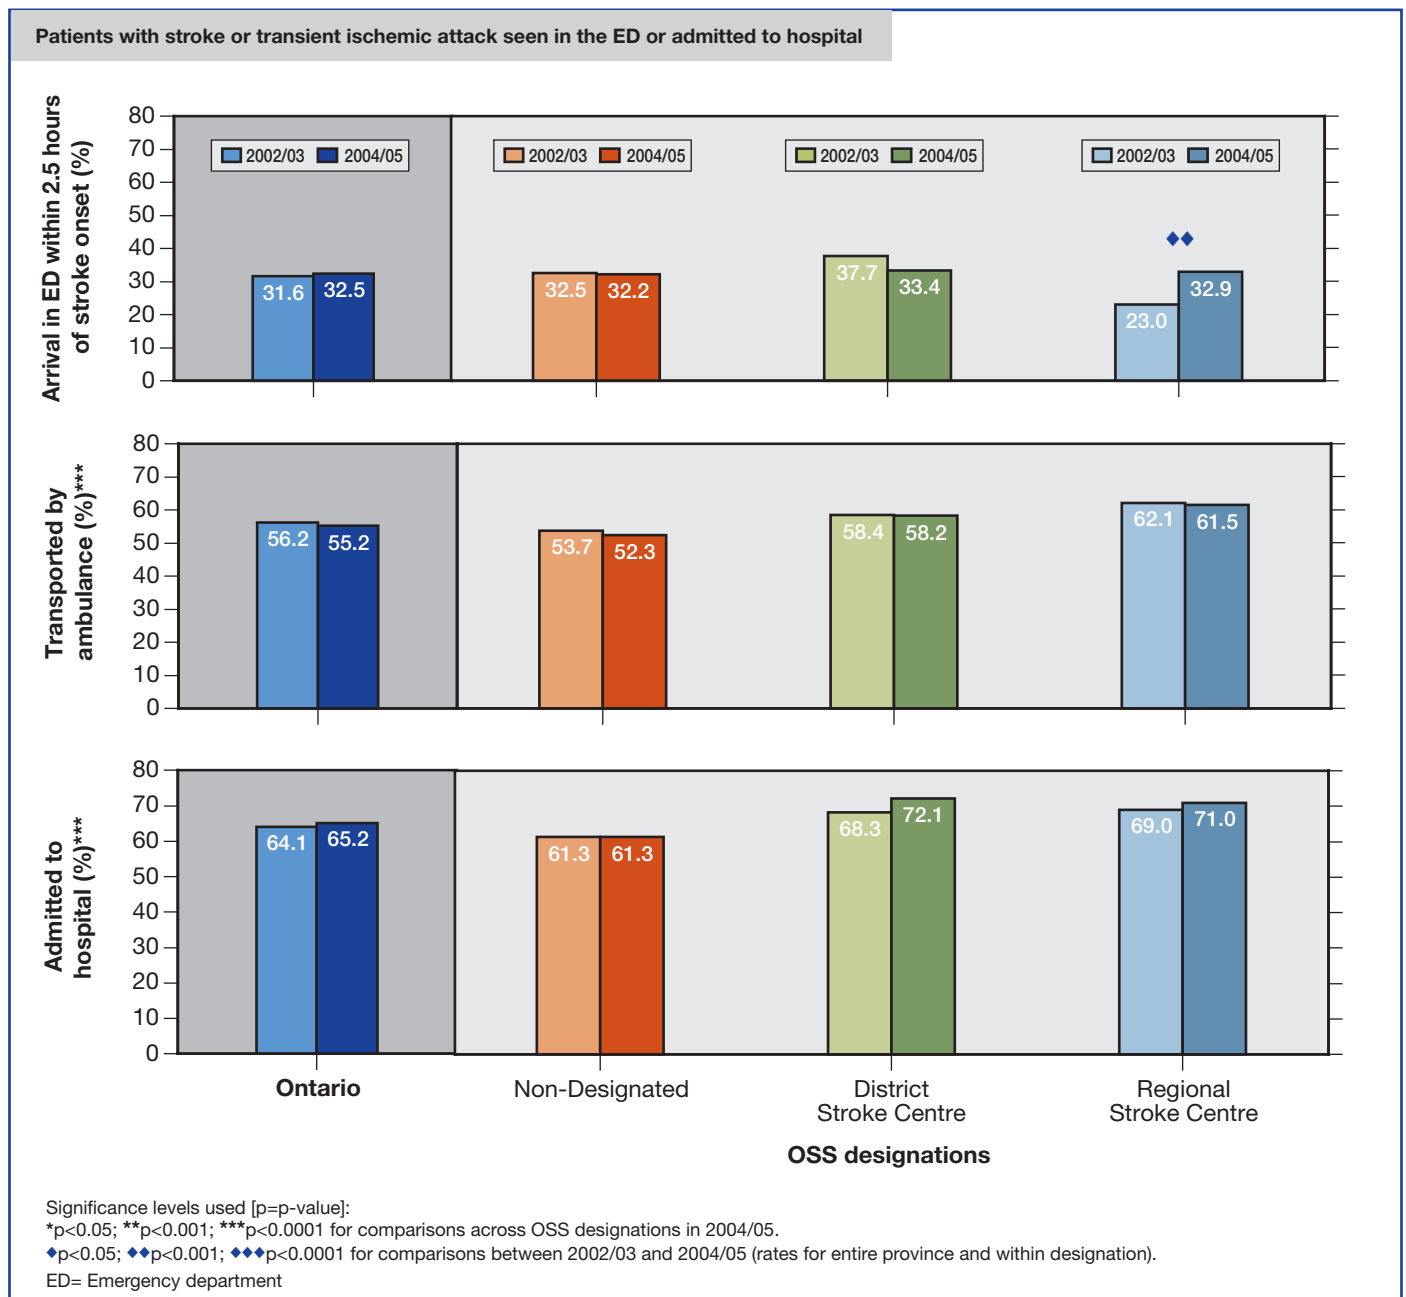 Patients with stroke or transient ischemic attack seen in the ED or admitted to hospital
Arrival in ED within 2.5 hours
of stroke onset (%)
80
70
60
50
40
30
20
10
0
2002/03 2004/05
2002/03 2004/05
2002/03 2004/05
2002/03 2004/05
◆◆
31.6 32.5
32.5 32.2
37.7 33.4
23.0 32.9
Transported by
ambulance (%)***
80
70
60
50
40
30
20
10
0
56.2 55.2
53.7 52.3
58.4 58.2
62.1 61.5
Admitted to
hospital (%)***
80
70
60
50
40
30
20
10
0
64.1 65.2
61.3 61.3
68.3 72.1
69.0 71.0
Ontario
Non-Designated
District
Stroke Centre
Regional
Stroke Centre
OSS designations
Significance levels used [p=p-value]:
*p<0.05; **p<0.001; ***p<0.0001 for comparisons across OSS designations in 2004/05.
◆p<0.05; ◆◆p<0.001; ◆◆◆p<0.0001 for comparisons between 2002/03 and 2004/05 (rates for entire province and within designation).
ED= Emergency department